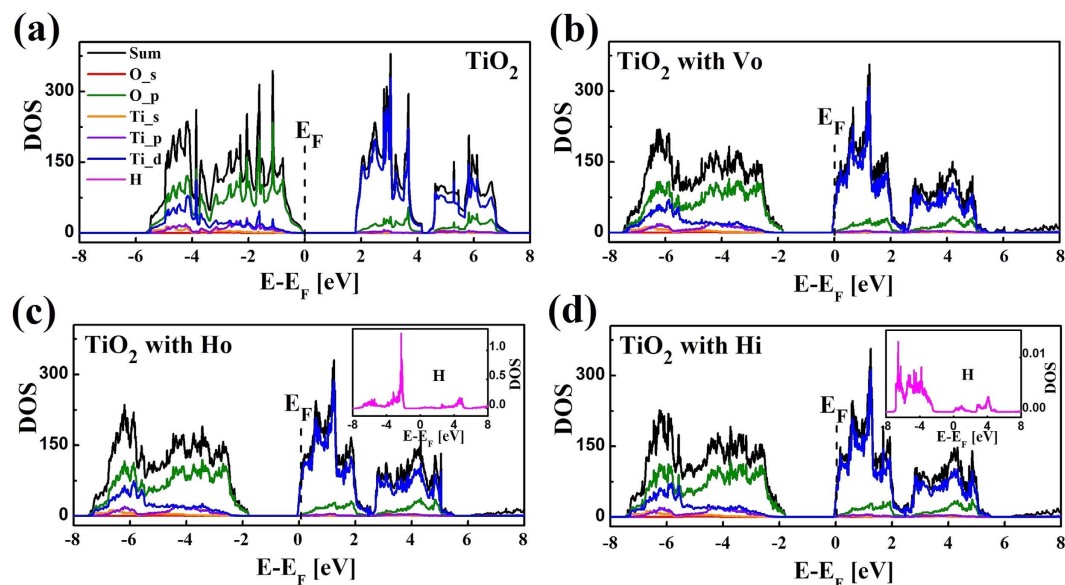 (a)
Sum
O_s
O_p
Ti_s
Ti_p
Ti_d
H
TiO2
E_F
DOS
300
150
0
-8 -6 -4 -2 0 2 4 6 8
E-E_F [eV]
(b)
TiO2 with Vo
E_F
DOS
300
150
0
-8 -6 -4 -2 0 2 4 6 8
E-E_F [eV]
(c)
TiO2 with Ho
E_F
DOS
300
150
0
-8 -6 -4 -2 0 2 4 6 8
E-E_F [eV]
H
1.0
0.5
0.0
DOS
-8 -4 0 4 8
E-E_F [eV]
(d)
TiO2 with Hi
E_F
DOS
300
150
0
-8 -6 -4 -2 0 2 4 6 8
E-E_F [eV]
H
0.01
0.00
DOS
-8 -4 0 4 8
E-E_F [eV]